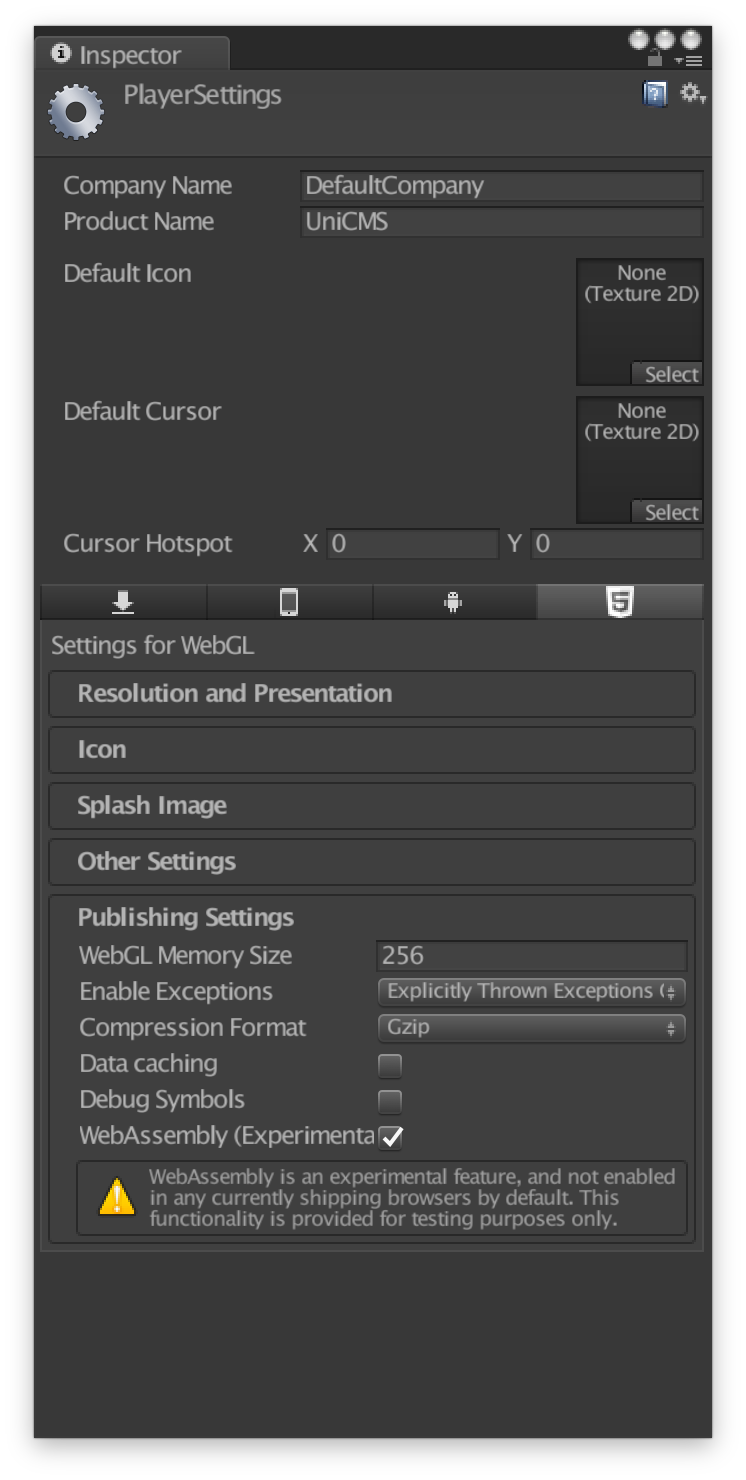 Inspector
PlayerSettings
Company Name DefaultCompany
Product Name UniCMS
Default Icon
None
(Texture 2D)
Select
Default Cursor
None
(Texture 2D)
Select
Cursor Hotspot X 0 Y 0
Settings for WebGL
Resolution and Presentation
Icon
Splash Image
Other Settings
Publishing Settings
WebGL Memory Size 256
Enable Exceptions Explicitly Thrown Exceptions (
Compression Format Gzip
Data caching
Debug Symbols
WebAssembly (Experimenta
WebAssembly is an experimental feature, and not enabled
in any currently shipping browsers by default. This
functionality is provided for testing purposes only.